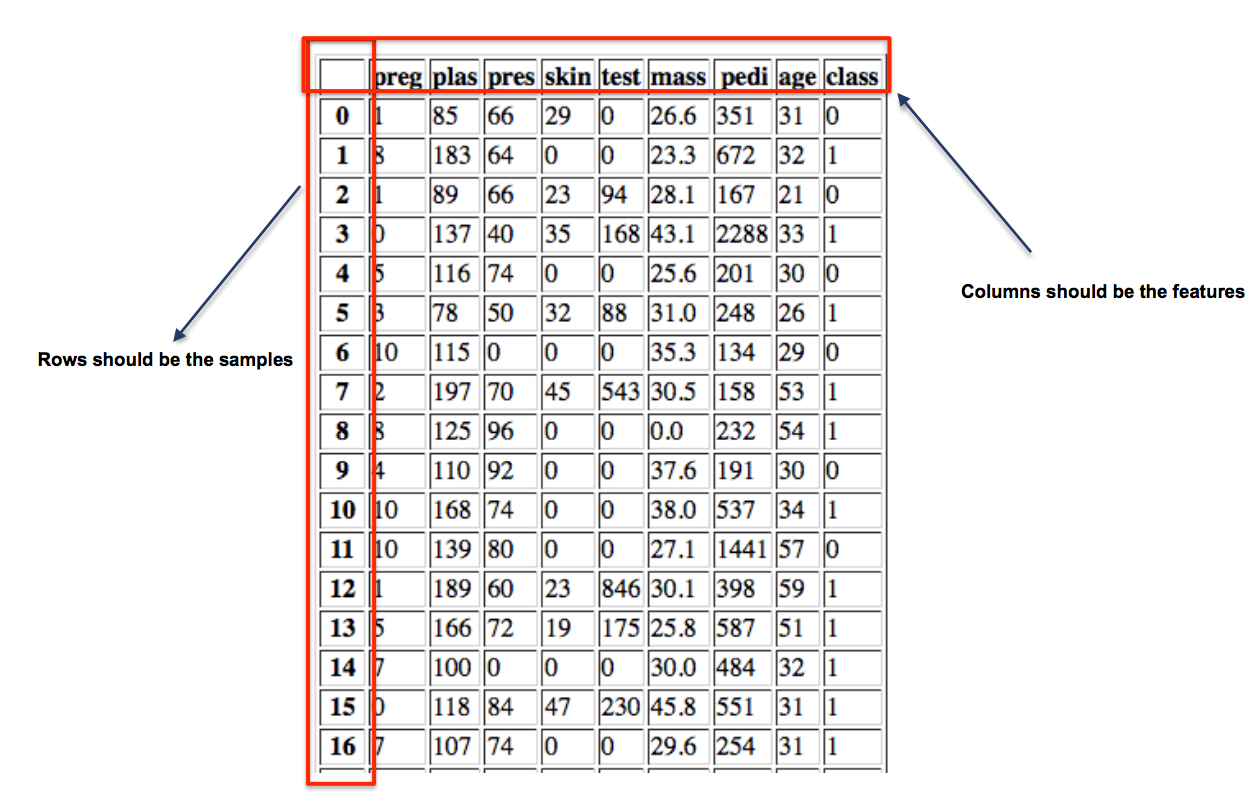 preg plas pres skin test mass pedi age class
0 1 85 66 29 0 26.6 351 31 0
1 8 183 64 0 0 23.3 672 32 1
2 1 89 66 23 94 28.1 167 21 0
3 0 137 40 35 168 43.1 2288 33 1
4 5 116 74 0 0 25.6 201 30 0
5 3 78 50 32 88 31.0 248 26 1
6 10 115 0 0 0 35.3 134 29 0
7 2 197 70 45 543 30.5 158 53 1
8 8 125 96 0 0 0.0 232 54 1
9 4 110 92 0 0 37.6 191 30 0
10 10 168 74 0 0 38.0 537 34 1
11 10 139 80 0 0 27.1 1441 57 0
12 1 189 60 23 846 30.1 398 59 1
13 5 166 72 19 175 25.8 587 51 1
14 7 100 0 0 0 30.0 484 32 1
15 0 118 84 47 230 45.8 551 31 1
16 7 107 74 0 0 29.6 254 31 1
Columns should be the features
Rows should be the samples